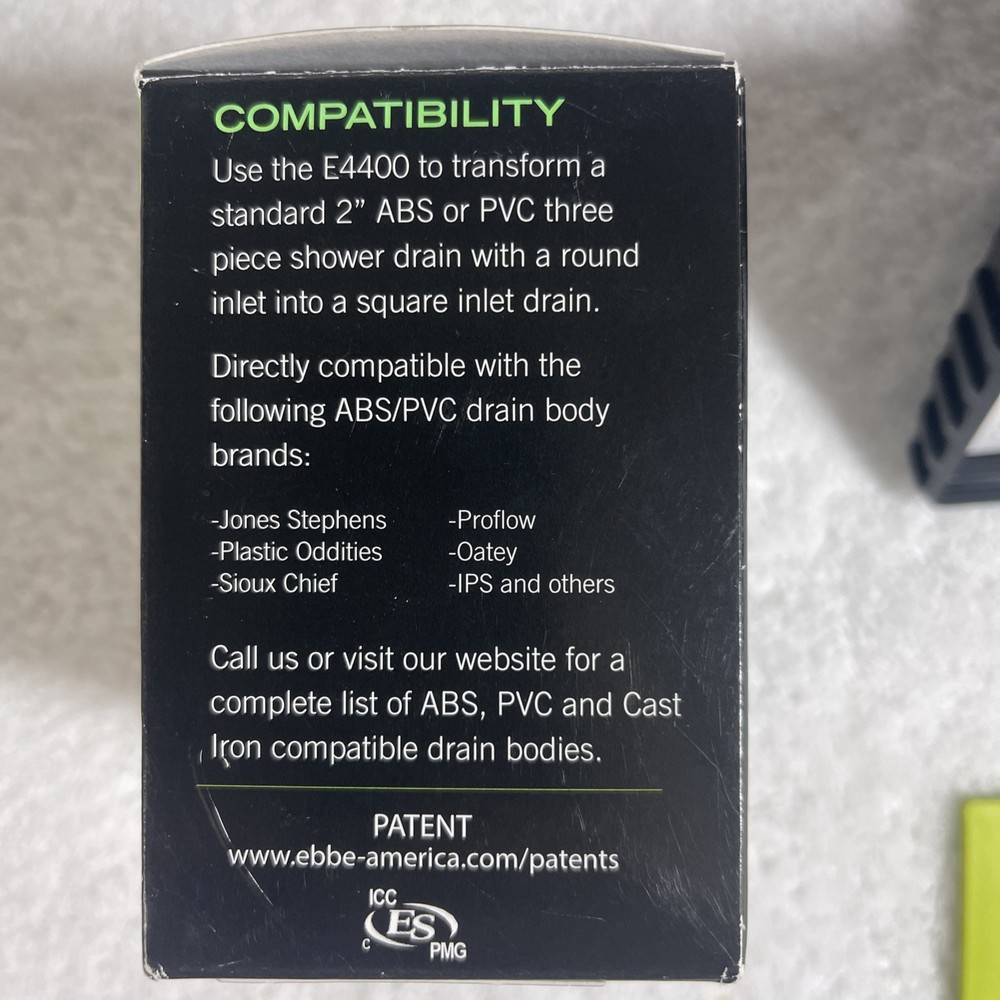 COMPATIBILITY
Use the E4400 to transform a
standard 2” ABS or PVC three
piece shower drain with a round
inlet into a square inlet drain.
Directly compatible with the
following ABS/PVC drain body
brands:
-Jones Stephens
-Plastic Oddities
-Sioux Chief
-Proflow
-Oatey
-IPS and others
Call us or visit our website for a
complete list of ABS, PVC and Cast
Iron compatible drain bodies.
PATENT
www.ebbe-america.com/patents
ICC
ES
C
PMG